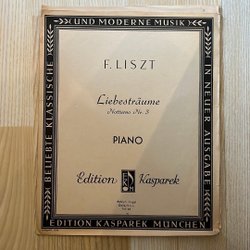 UND MODERNE MUSIK
BELIEBTE KLASSISCHE
IN NEUER AUSGABE
F. LISZT
Liebesträume
Notturno Nr. 3
PIANO
Edition Kasparek
EDITION KASPAREK MÜNCHEN